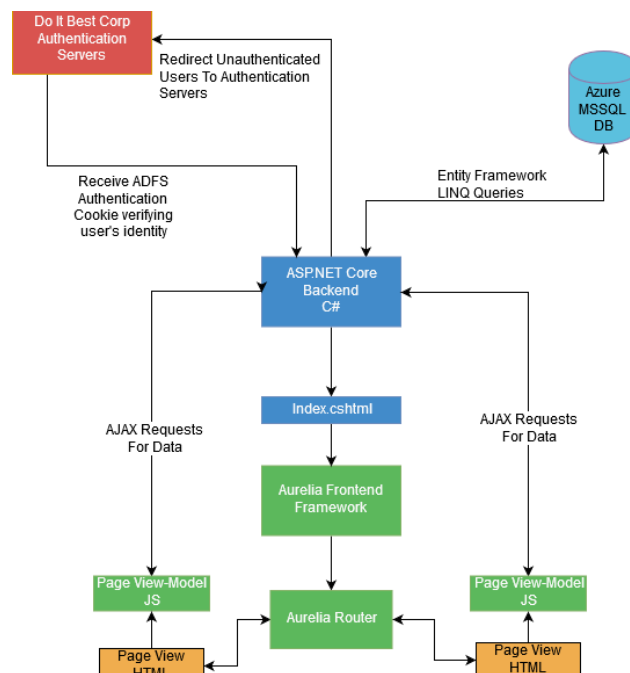 Do It Best Corp
Authentication
Servers
Redirect Unauthenticated
Users To Authentication
Servers
Azure
MSSQL
DB
Receive ADFS
Authentication
Cookie verifying
user's identity
Entity Framework
LINQ Queries
ASP.NET Core
Backend
C#
Index.cshtml
AJAX Requests
For Data
AJAX Requests
For Data
Aurelia Frontend
Framework
Page View-Model
JS
Aurelia Router
Page View-Model
JS
Page View
HTML
Page View
HTML